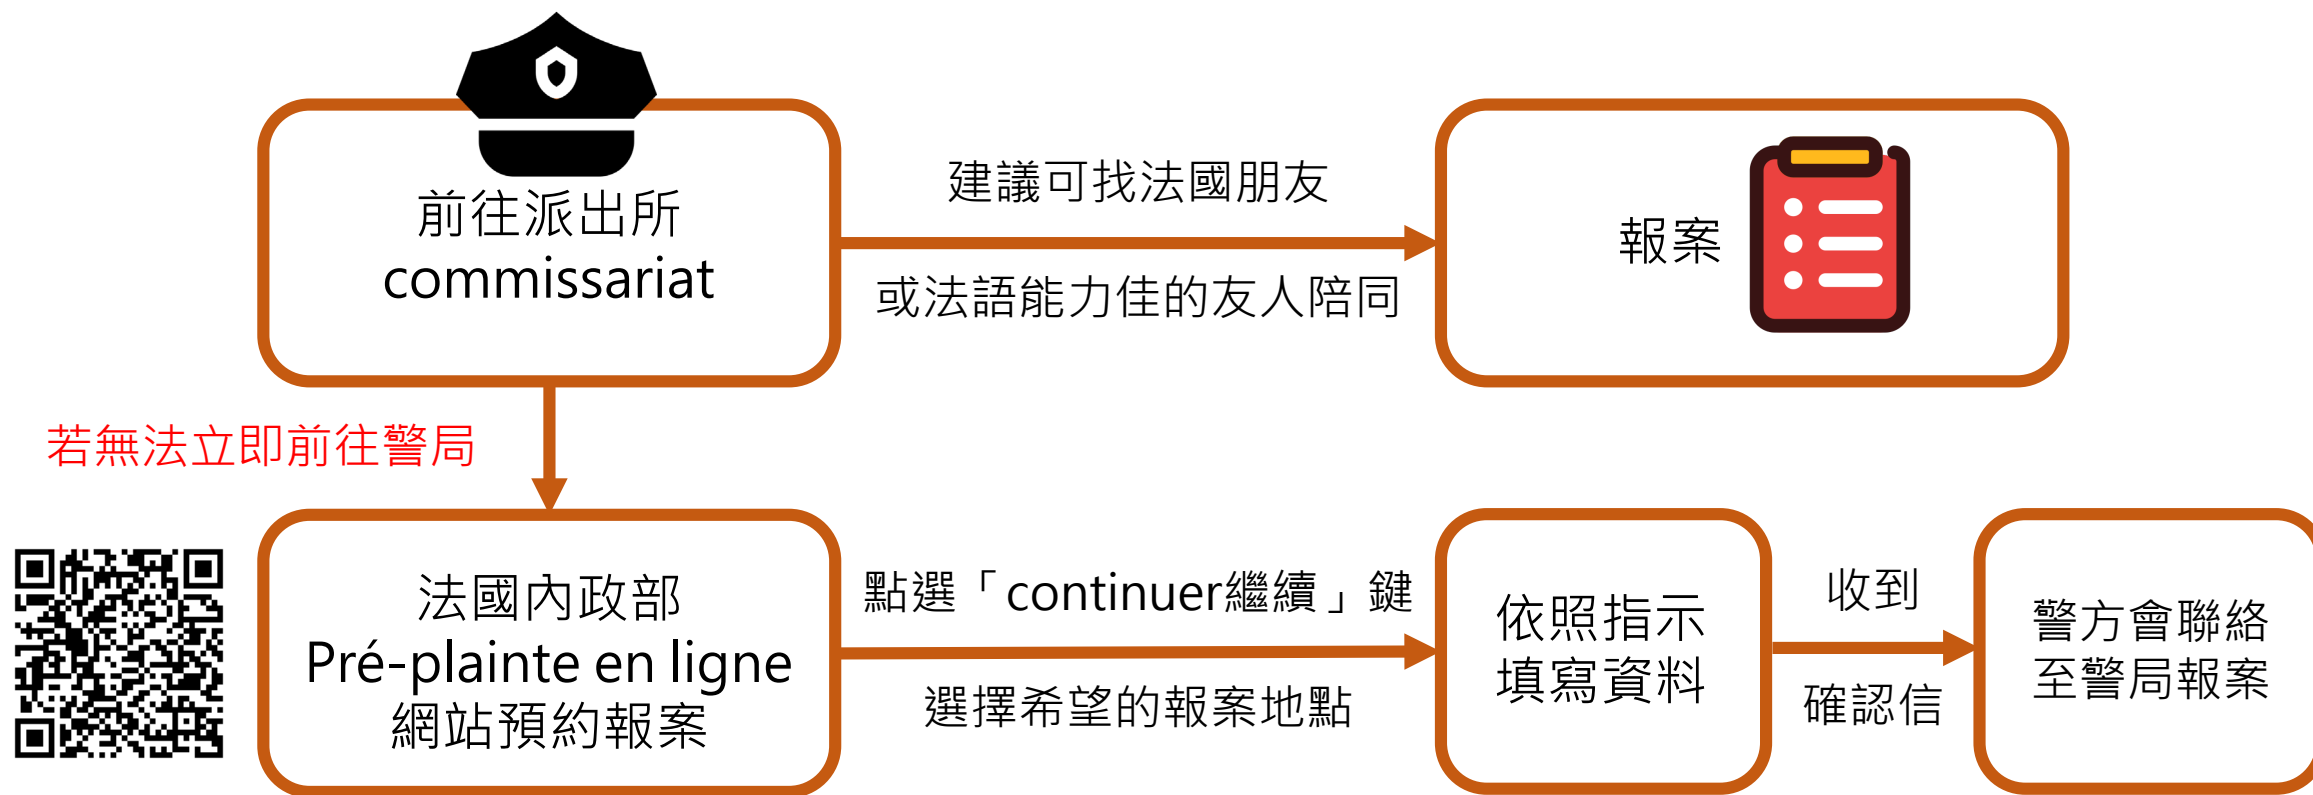 前往派出所
commissariat
建議可找法國朋友
或法語能力佳的友人陪同
報案
若無法立即前往警局
法國內政部
Pré-plainte en ligne
網站預約報案
點選「continuer繼續」鍵
選擇希望的報案地點
依照指示
填寫資料
收到
確認信
警方會聯絡
至警局報案